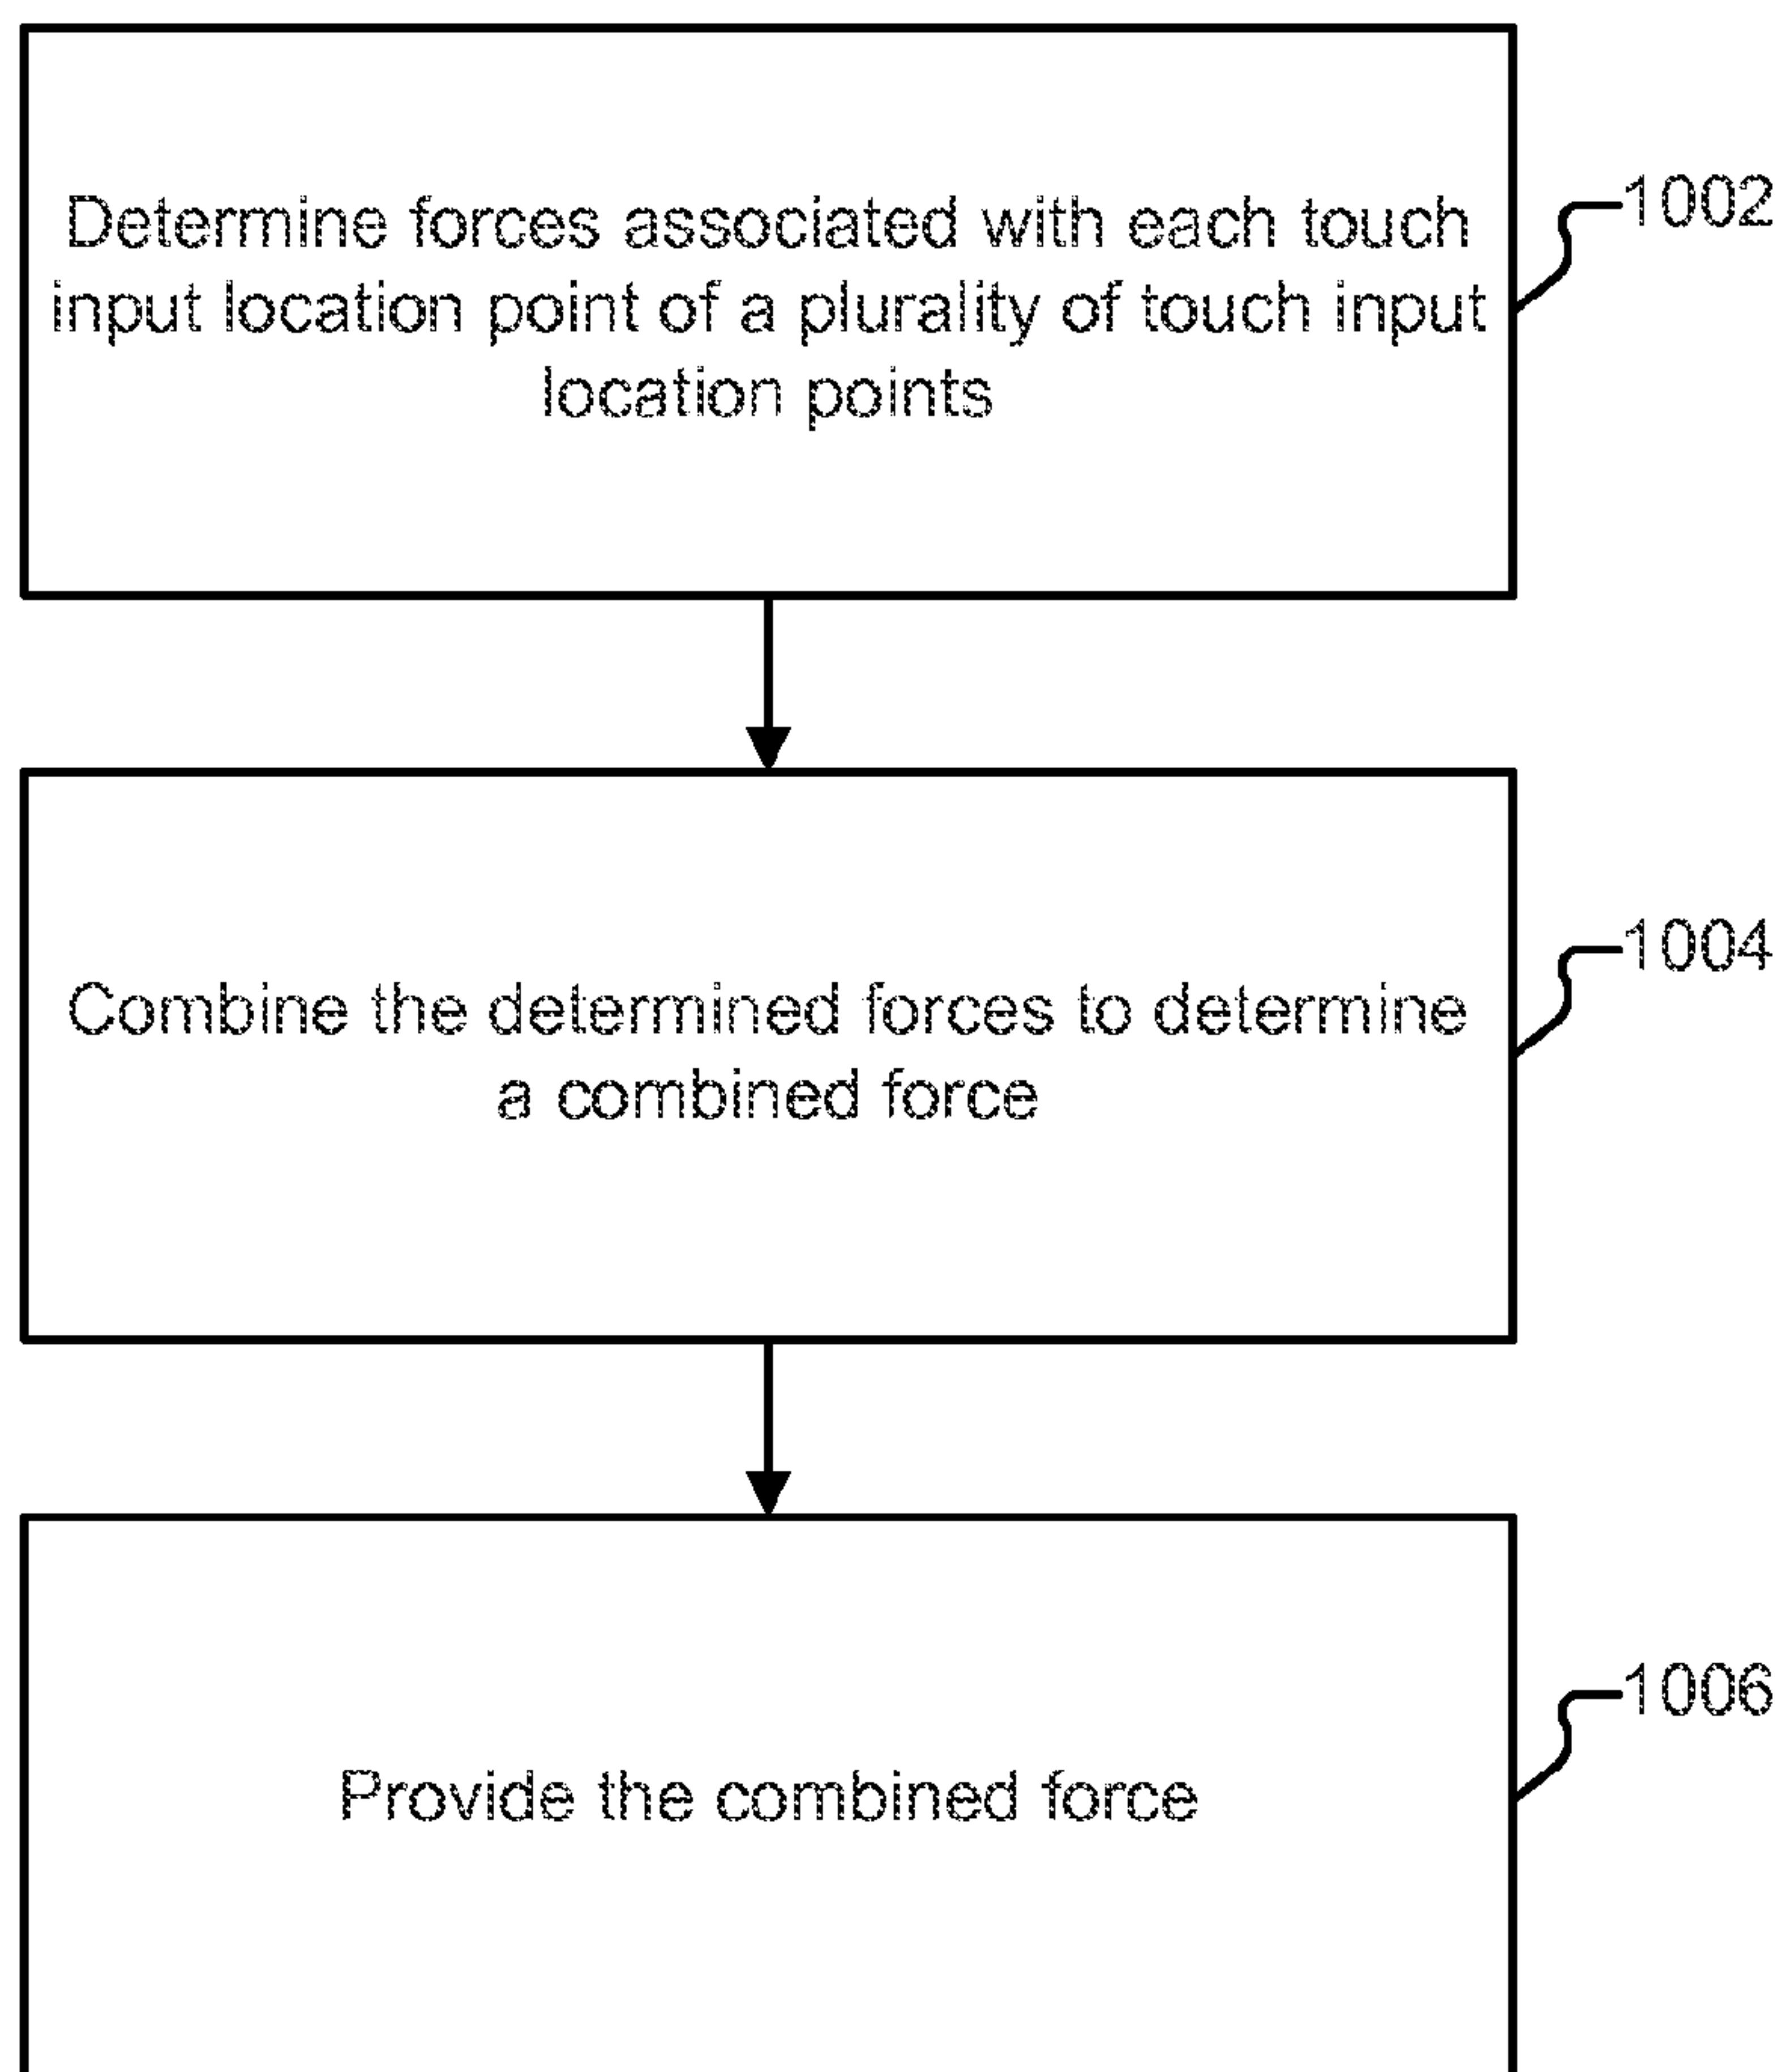 Determine forces associated with each touch
input location point of a plurality of touch input
location points
1002
Combine the determined forces to determine
a combined force
1004
Provide the combined force
1006